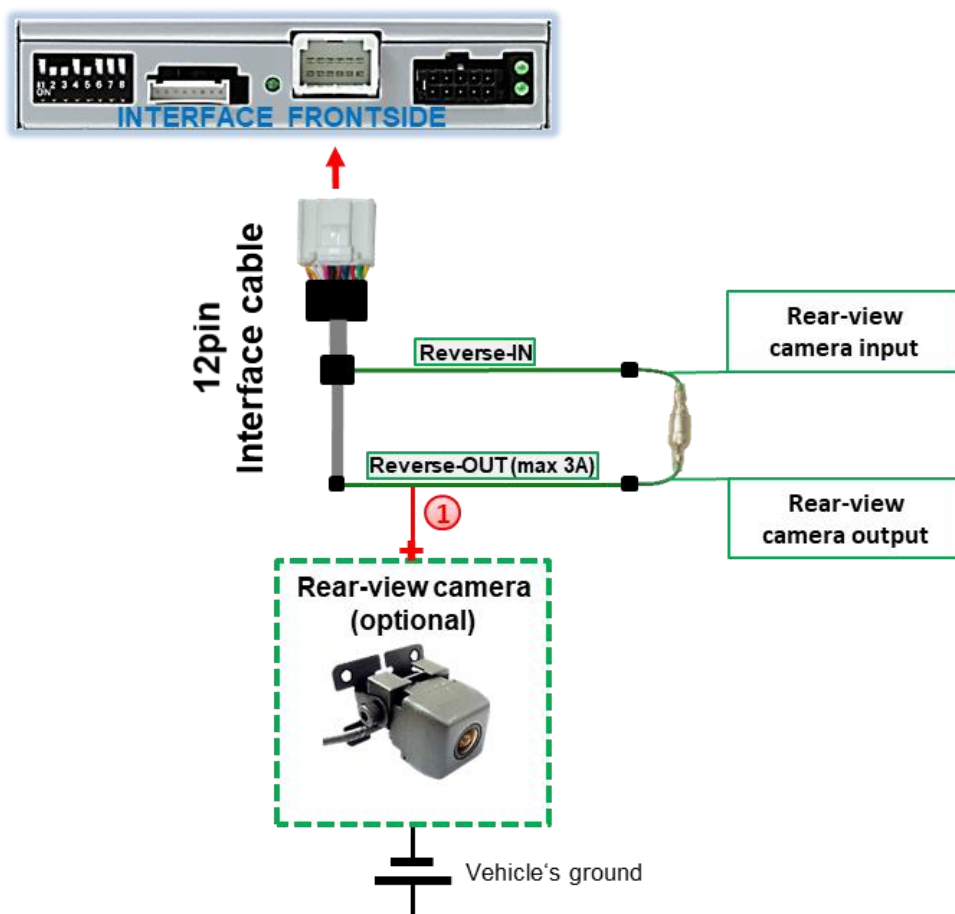 1 2 3 4 5 6 7 8
ON
INTERFACE FRONTSIDE
12pin
Interface cable
Reverse-IN
Rear-view
camera input
Reverse-OUT (max 3A)
Rear-view
camera output
1
+
Rear-view camera
(optional)
Vehicle‘s ground